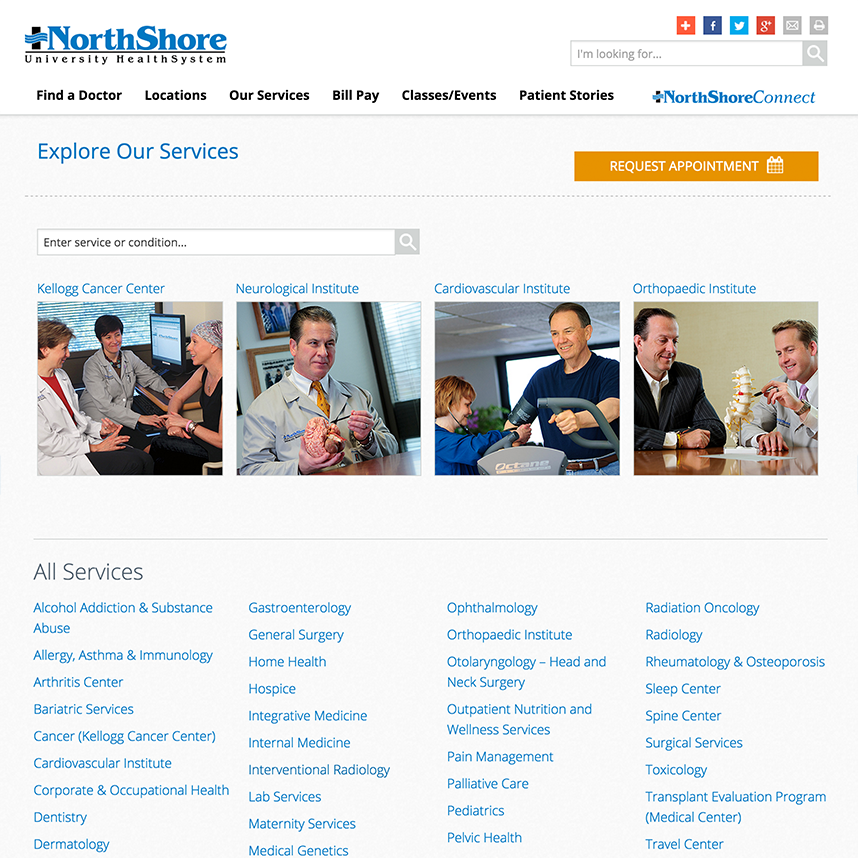 NorthShore
University HealthSystem
I'm looking for...
Find a Doctor
Locations
Our Services
Bill Pay
Classes/Events
Patient Stories
NorthShoreConnect
Explore Our Services
REQUEST APPOINTMENT
Enter service or condition...
Kellogg Cancer Center
Neurological Institute
Cardiovascular Institute
Orthopaedic Institute
Octane
All Services
Alcohol Addiction & Substance
Abuse
Allergy, Asthma & Immunology
Arthritis Center
Bariatric Services
Cancer (Kellogg Cancer Center)
Cardiovascular Institute
Corporate & Occupational Health
Dentistry
Dermatology
Gastroenterology
General Surgery
Home Health
Hospice
Integrative Medicine
Internal Medicine
Interventional Radiology
Lab Services
Maternity Services
Medical Genetics
Ophthalmology
Orthopaedic Institute
Otolaryngology – Head and
Neck Surgery
Outpatient Nutrition and
Wellness Services
Pain Management
Palliative Care
Pediatrics
Pelvic Health
Radiation Oncology
Radiology
Rheumatology & Osteoporosis
Sleep Center
Spine Center
Surgical Services
Toxicology
Transplant Evaluation Program
(Medical Center)
Travel Center